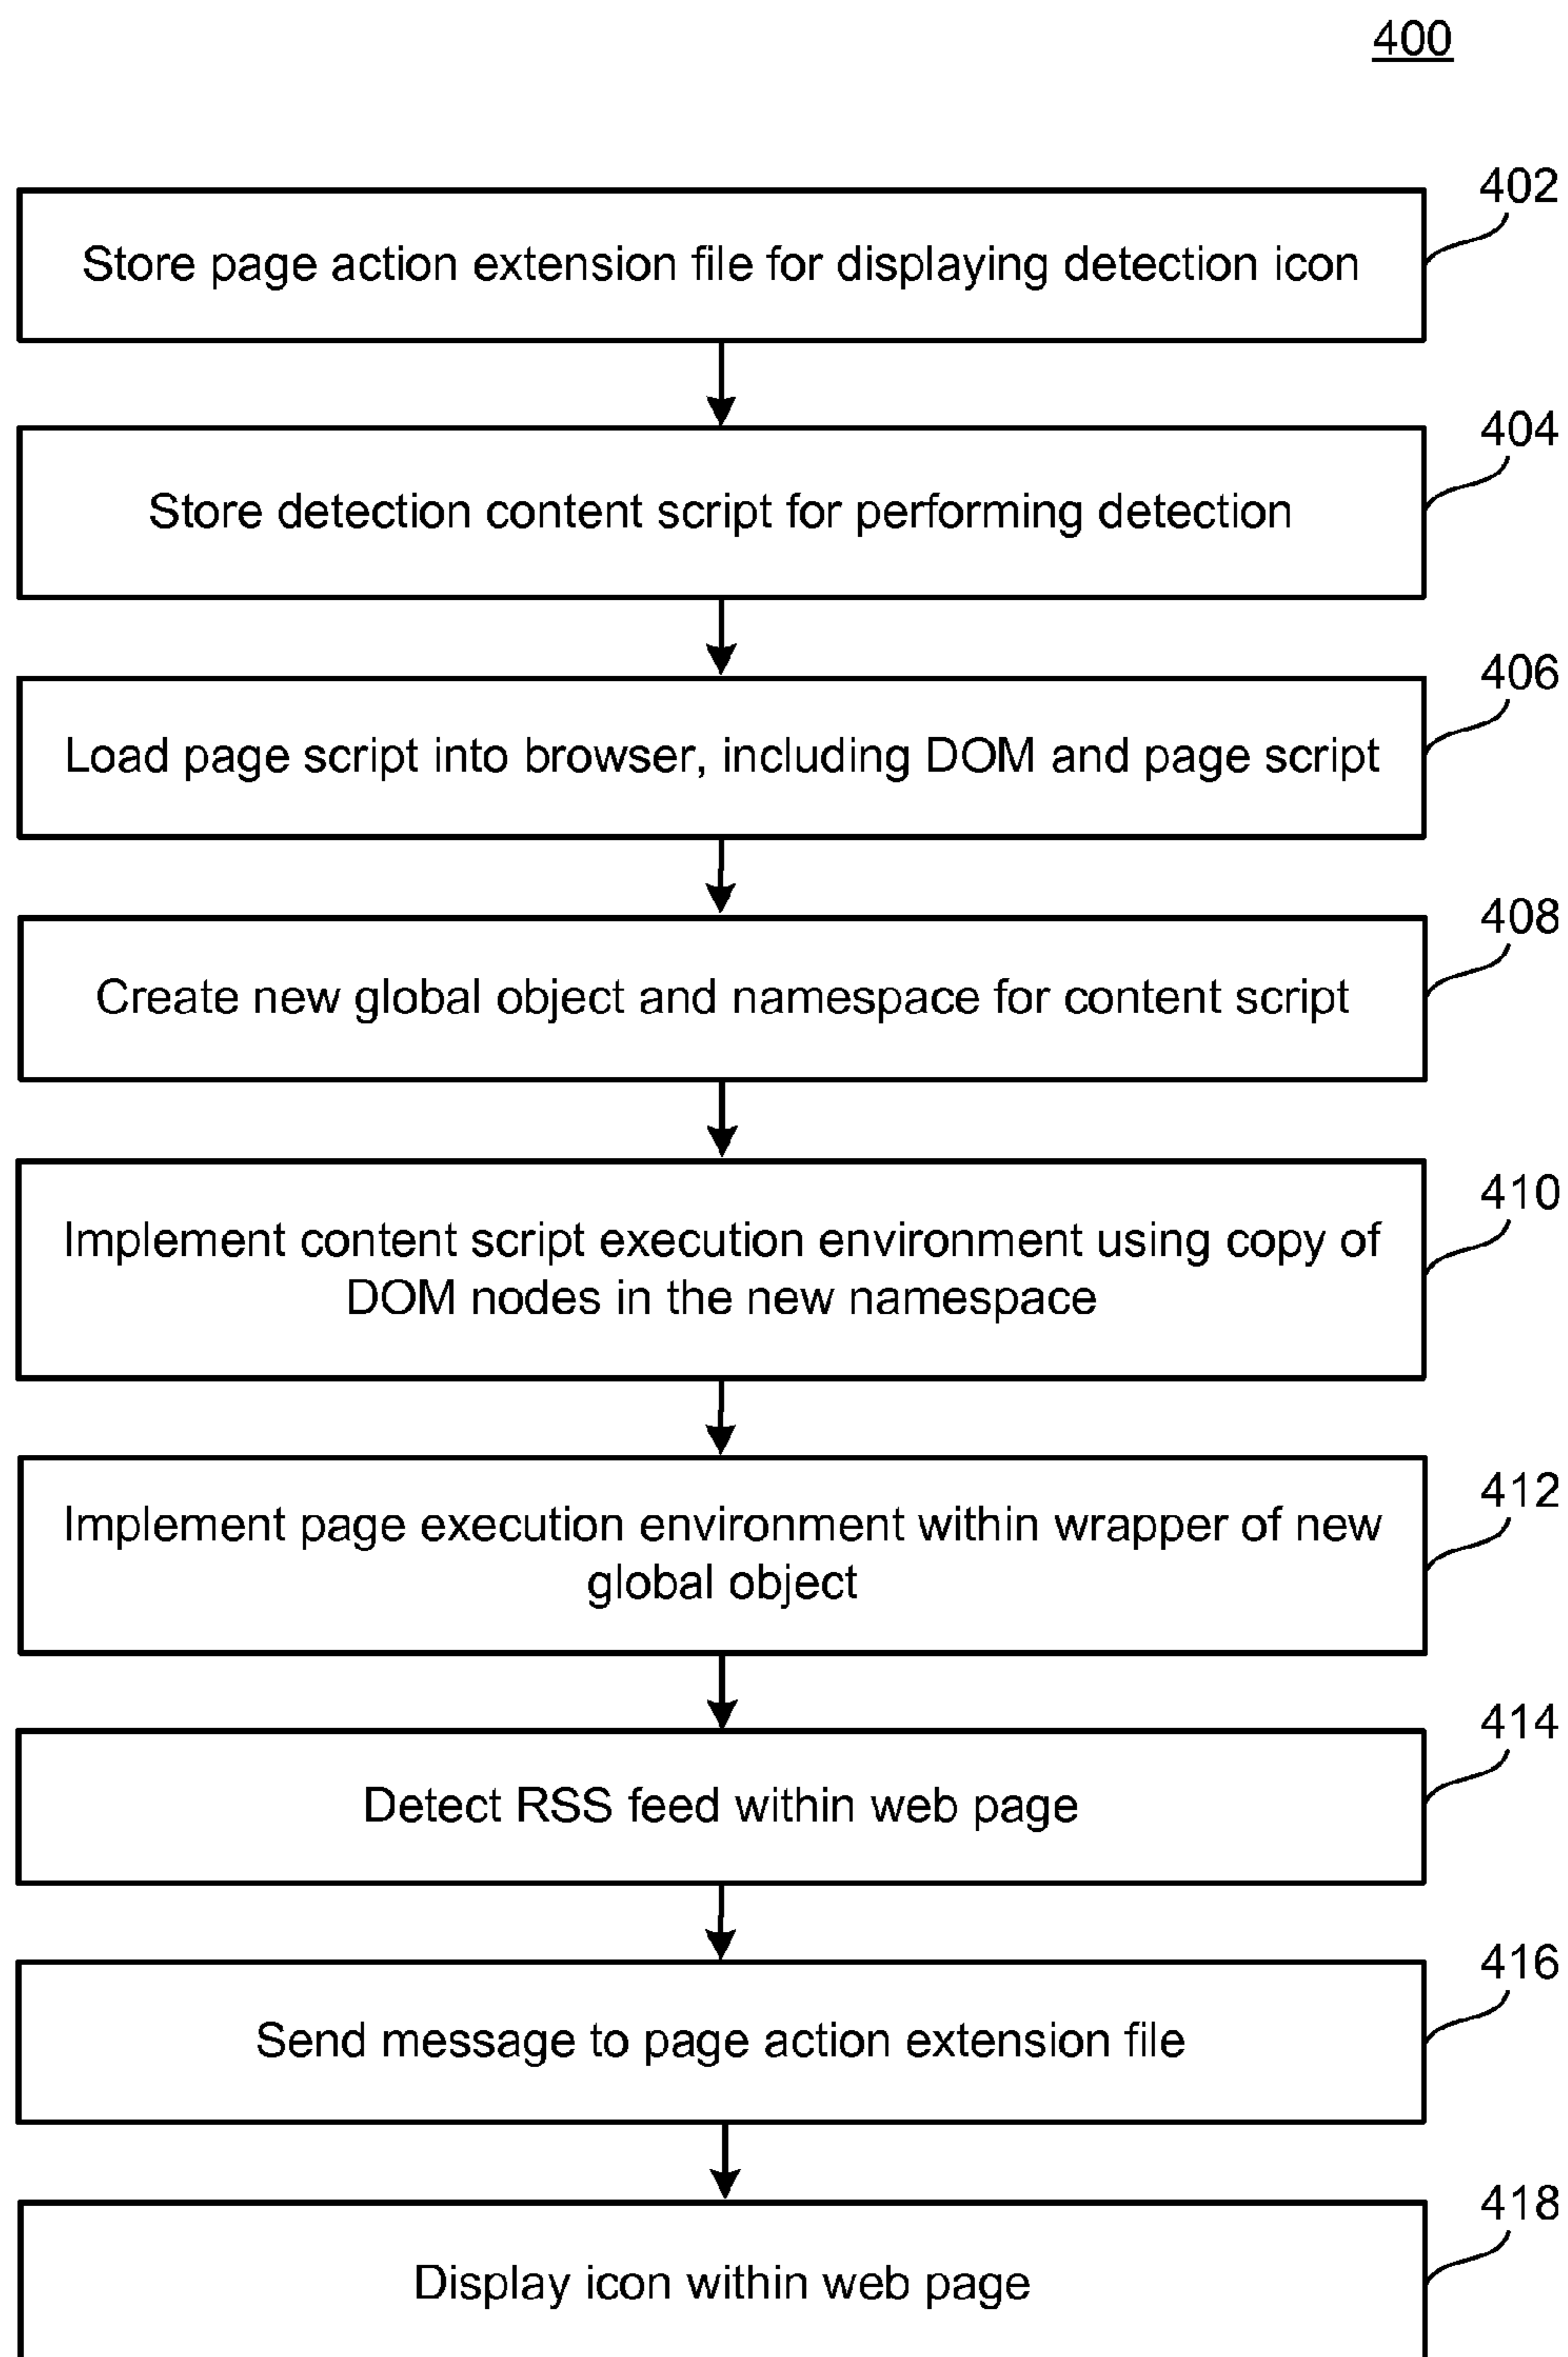 400
402
Store page action extension file for displaying detection icon
404
Store detection content script for performing detection
406
Load page script into browser, including DOM and page script
408
Create new global object and namespace for content script
410
Implement content script execution environment using copy of
DOM nodes in the new namespace
412
Implement page execution environment within wrapper of new
global object
414
Detect RSS feed within web page
416
Send message to page action extension file
418
Display icon within web page